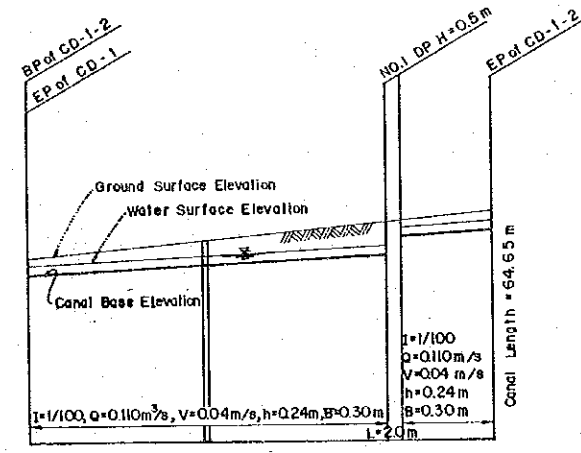 BP of CD-1-2
EP of CD-1
NO.1 DP H=0.5m
EP of CD-1-2
Ground Surface Elevation
Water Surface Elevation
Canal Base Elevation
I=1/100, Q=0.110m³/s, V=0.04m/s, h=0.24m, B=0.30m
L=2.0m
I=1/100
Q=0.110m/s
V=0.04 m/s
h=0.24m
B=0.30m
Canal Length = 64.65 m